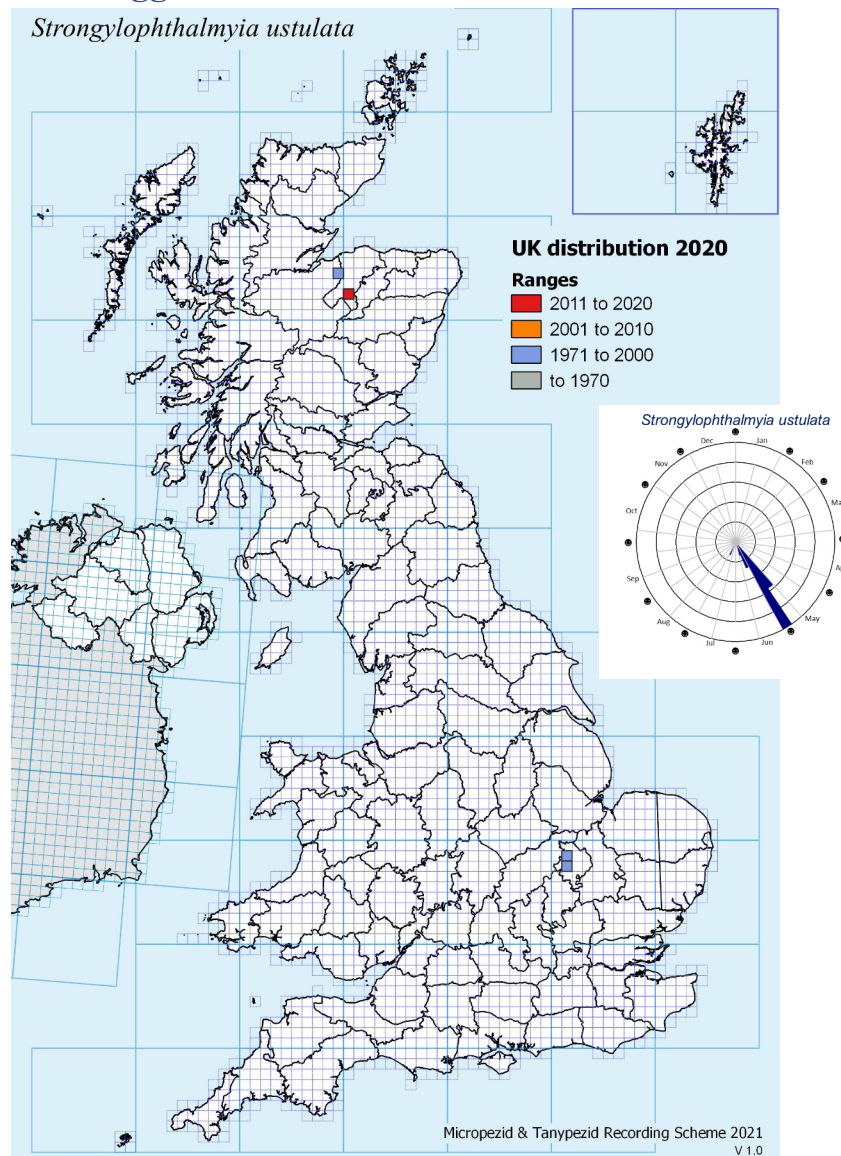 Strongylophthalmyia ustulata
UK distribution 2020
Ranges
2011 to 2020
2001 to 2010
1971 to 2000
to 1970
Strongylophthalmyia ustulata
Dec
Jan
Nov
Feb
Oct
Sep
May
Aug
Jul
Jun
Micropezid & Tanypezid Recording Scheme 2021
V 1.0